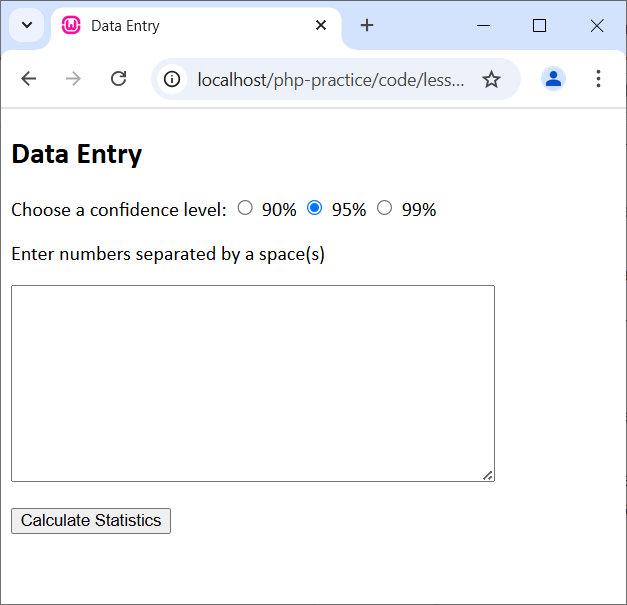 Data Entry
localhost/php-practice/code/less...
Data Entry
Choose a confidence level: 90% 95% 99%
Enter numbers separated by a space(s)
Calculate Statistics